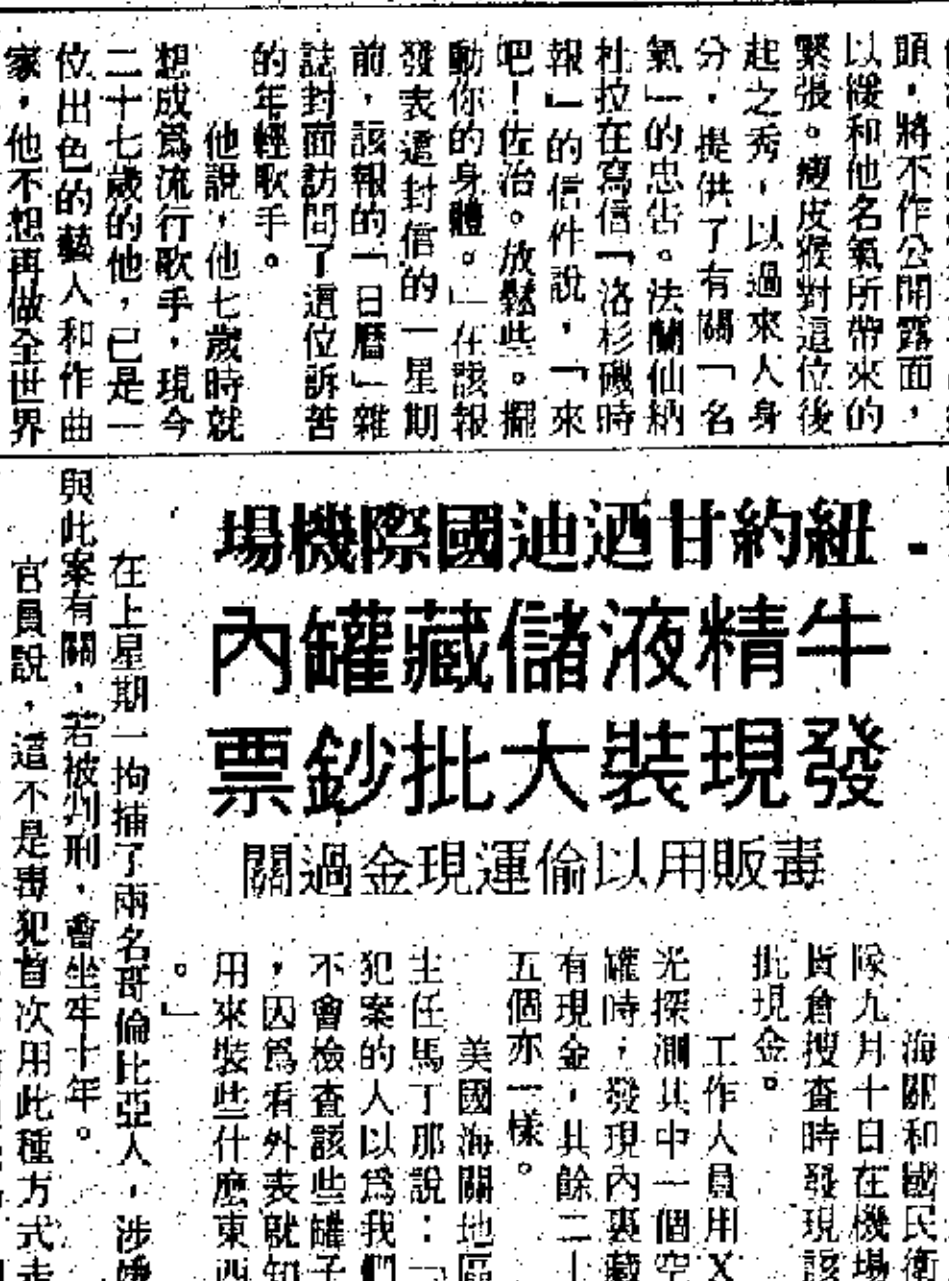 頭,將不作公開露面,
以緩和他名氣所帶來的
緊張。瘦皮猴對這位後
起之秀,以過來人身
分,提供了有關「名
氣」的忠告。法蘭仙納
杜拉在寫信「洛杉磯時
報」的信件說,「來
吧!佐治。放鬆些。擺
動你的身體。」在該報
發表這封信的一星期
前,該報的「日曆」雜
誌封面訪問了這位訴苦
的年輕歌手。
他說,他七歲時就
想成爲流行歌手,現今
二十七歲的他,已是一
位出色的藝人和作曲
家,他不想再做全世界
紐約甘迺迪國際機場
牛精液儲藏罐內
發現裝大批鈔票
毒販用以偷運現金過關
海關和國民衛
隊九月十日在機場
貨倉搜查時發現該
批現金。
工作人員用X
光探測其中一個空
罐時,發現內裏藏
有現金,其餘二十
五個亦一樣。
美國海關地區
主任馬丁那說:「
犯案的人以爲我們
不會檢查該些罐子
,因爲看外表就知
用來裝些什麼東西
。」
在上星期一拘捕了兩名哥倫比亞人,涉嫌
與此案有關,若被判刑,會坐牢十年。
官員說,這不是毒犯首次用此種方式走